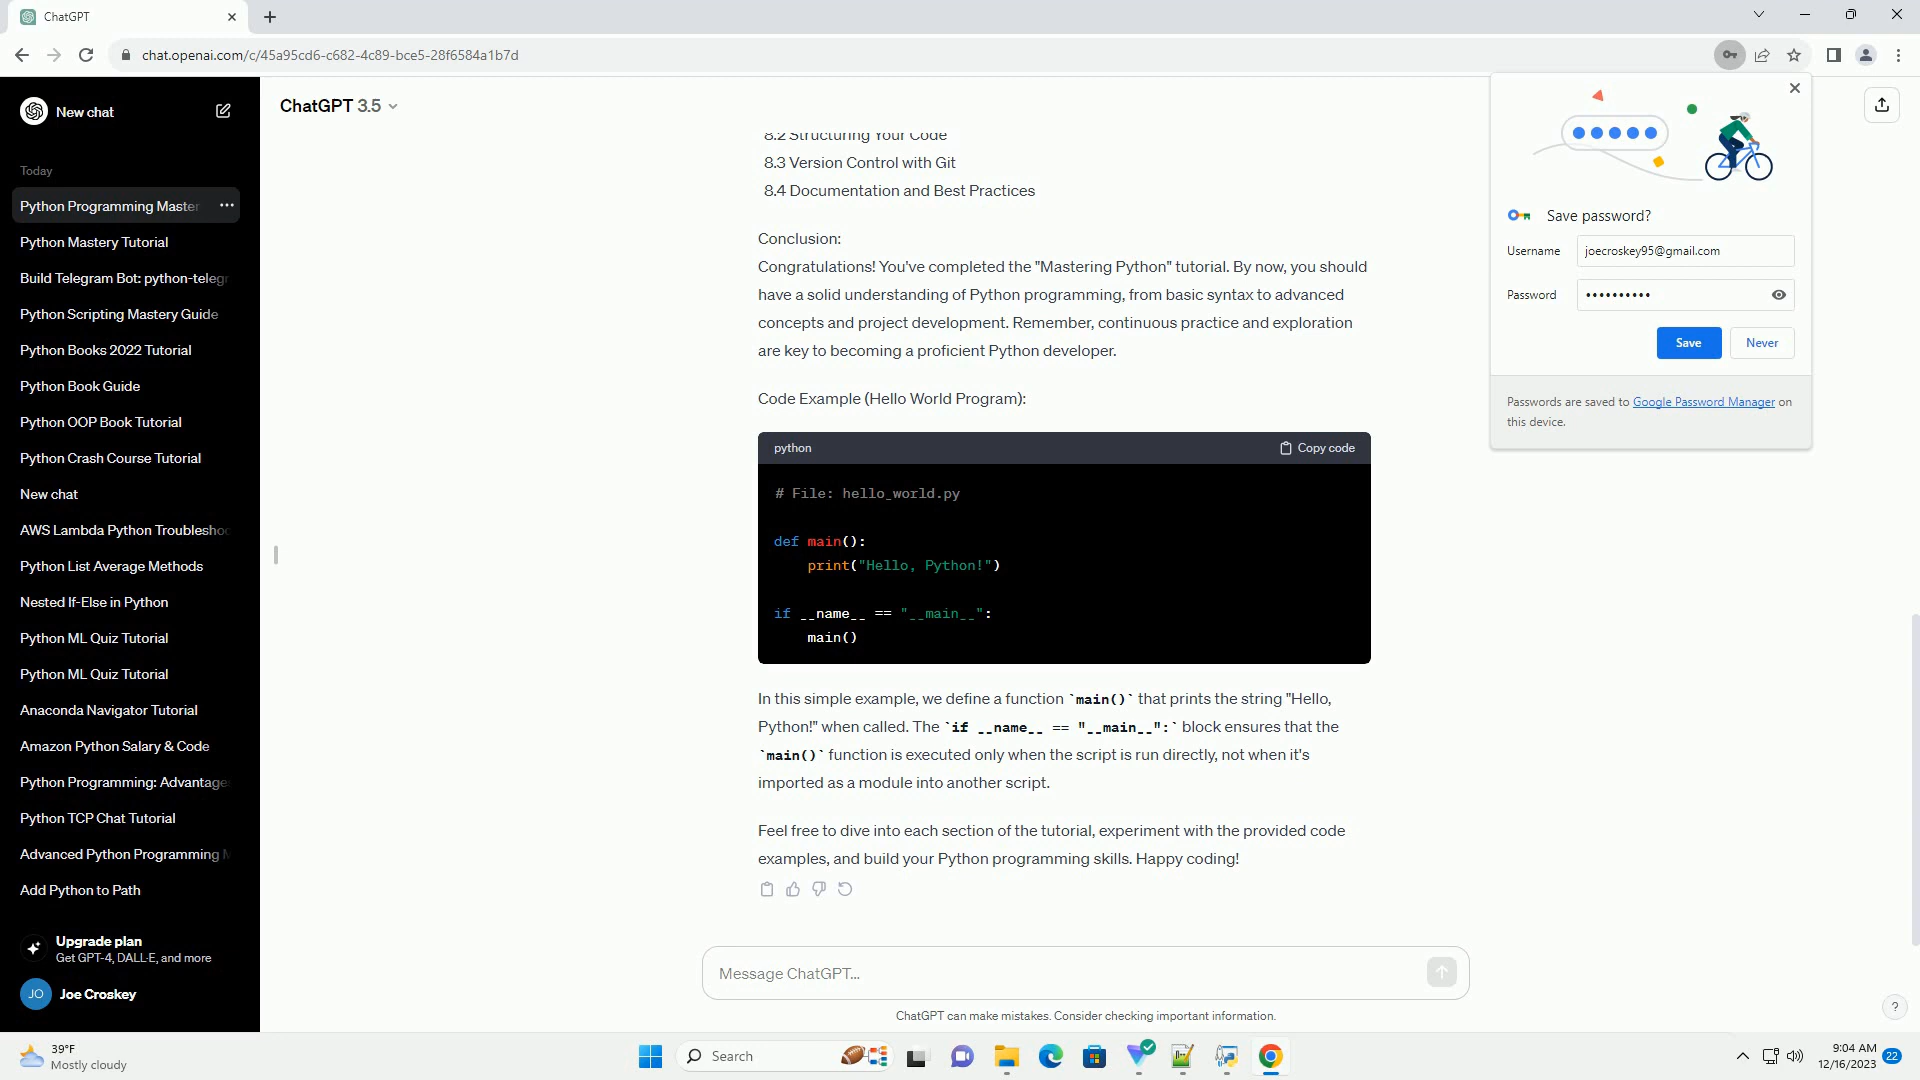 ChatGPT
chat.openai.com/c/45a95cd6-c682-4c89-bce5-28f6584a1b7d
New chat
Today
Python Programming Master
Python Mastery Tutorial
Build Telegram Bot: python-telegr
Python Scripting Mastery Guide
Python Books 2022 Tutorial
Python Book Guide
Python OOP Book Tutorial
Python Crash Course Tutorial
New chat
AWS Lambda Python Troubleshoo
Python List Average Methods
Nested If-Else in Python
Python ML Quiz Tutorial
Python ML Quiz Tutorial
Anaconda Navigator Tutorial
Amazon Python Salary & Code
Python Programming: Advantages
Python TCP Chat Tutorial
Advanced Python Programming M
Add Python to Path
Upgrade plan
Get GPT-4, DALL·E, and more
JO Joe Croskey
ChatGPT 3.5
8.2 Structuring Your Code
8.3 Version Control with Git
8.4 Documentation and Best Practices
Conclusion:
Congratulations! You've completed the "Mastering Python" tutorial. By now, you should
have a solid understanding of Python programming, from basic syntax to advanced
concepts and project development. Remember, continuous practice and exploration
are key to becoming a proficient Python developer.
Code Example (Hello World Program):
python Copy code
# File: hello_world.py
def main():
    print("Hello, Python!")
if __name__ == "__main__":
    main()
In this simple example, we define a function `main()` that prints the string "Hello,
Python!" when called. The `if __name__ == "__main__":` block ensures that the
`main()` function is executed only when the script is run directly, not when it's
imported as a module into another script.
Feel free to dive into each section of the tutorial, experiment with the provided code
examples, and build your Python programming skills. Happy coding!
Message ChatGPT...
ChatGPT can make mistakes. Consider checking important information.
?
Save password?
Username joecroskey95@gmail.com
Password ••••••••••
Save Never
Passwords are saved to Google Password Manager on
this device.
39°F
Mostly cloudy
Search
9:04 AM
12/16/2023
22